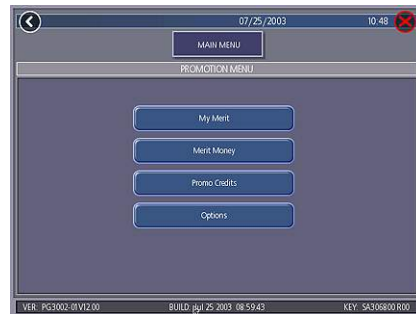 07/25/2003 10:48
MAIN MENU
PROMOTION MENU
My Merit
Merit Money
Promo Credits
Options
VER: PG3002-01V12.00 BUILD: Jul 25 2003 08:59:43 KEY: SA306800 R00